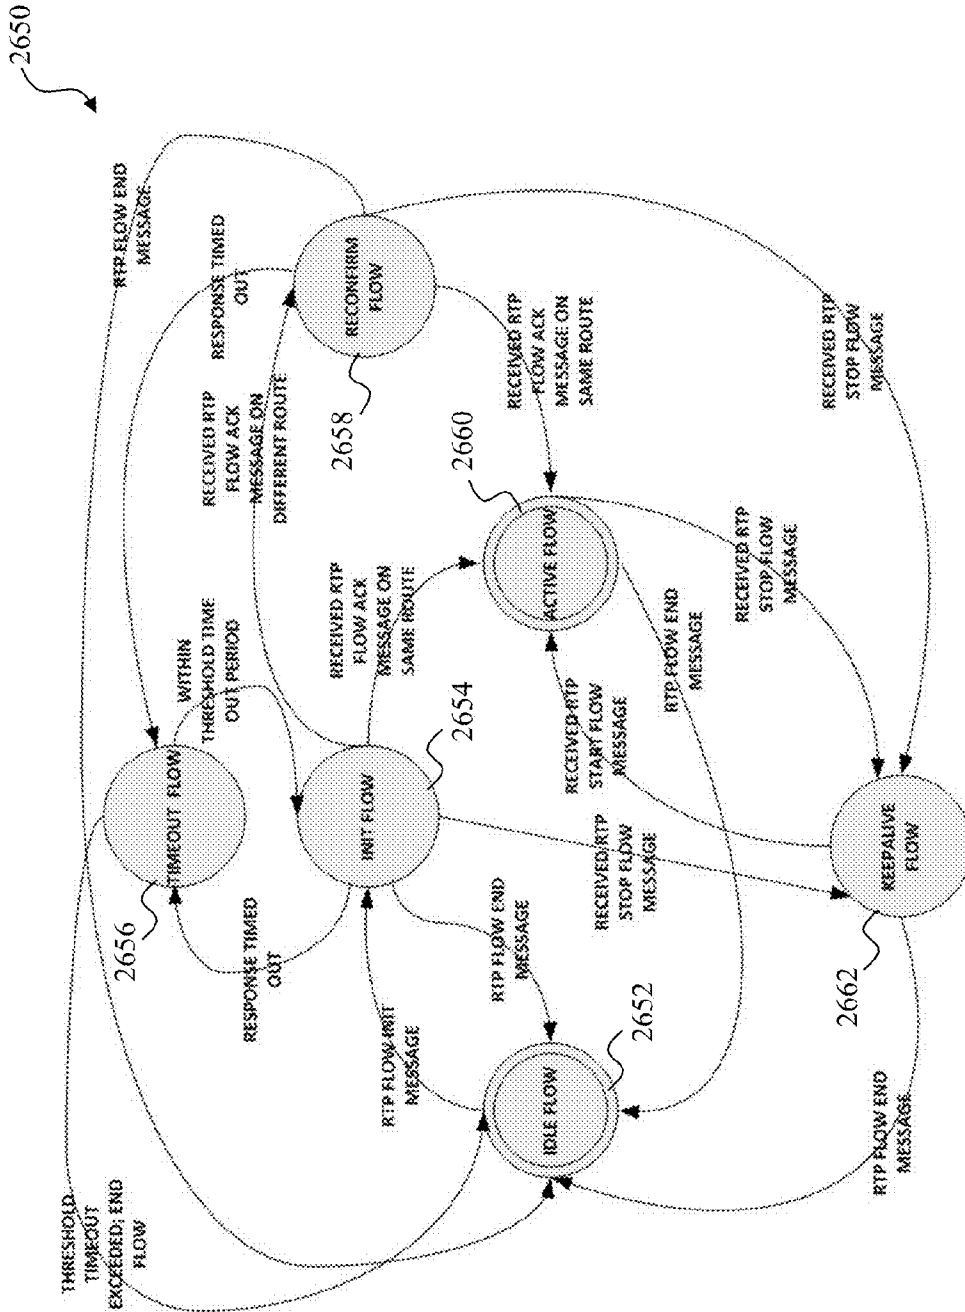 2650
RTP FLOW END
MESSAGE
RESPONSE TIMED
OUT
RECONFIRM
FLOW
2658
RECEIVED RTP
FLOW ACK
MESSAGE ON
DIFFERENT ROUTE
RECEIVED RTP
FLOW ACK
MESSAGE ON
SAME ROUTE
RECEIVED RTP
STOP FLOW
MESSAGE
2660
ACTIVE FLOW
WITHIN
THRESHOLD TIME
OUT PERIOD
RECEIVED RTP
FLOW ACK
MESSAGE ON
SAME ROUTE
RECEIVED RTP
STOP FLOW
MESSAGE
RTP FLOW END
MESSAGE
2654
RECEIVED RTP
START FLOW
MESSAGE
TIMEOUT FLOW
2656
INIT FLOW
KEEPALIVE
FLOW
2662
RECEIVED RTP
STOP FLOW
MESSAGE
RESPONSE TIMED
OUT
RTP FLOW END
MESSAGE
RTP FLOW INIT
MESSAGE
2652
IDLE FLOW
RTP FLOW END
MESSAGE
THRESHOLD
TIMEOUT
EXCEEDED; END
FLOW